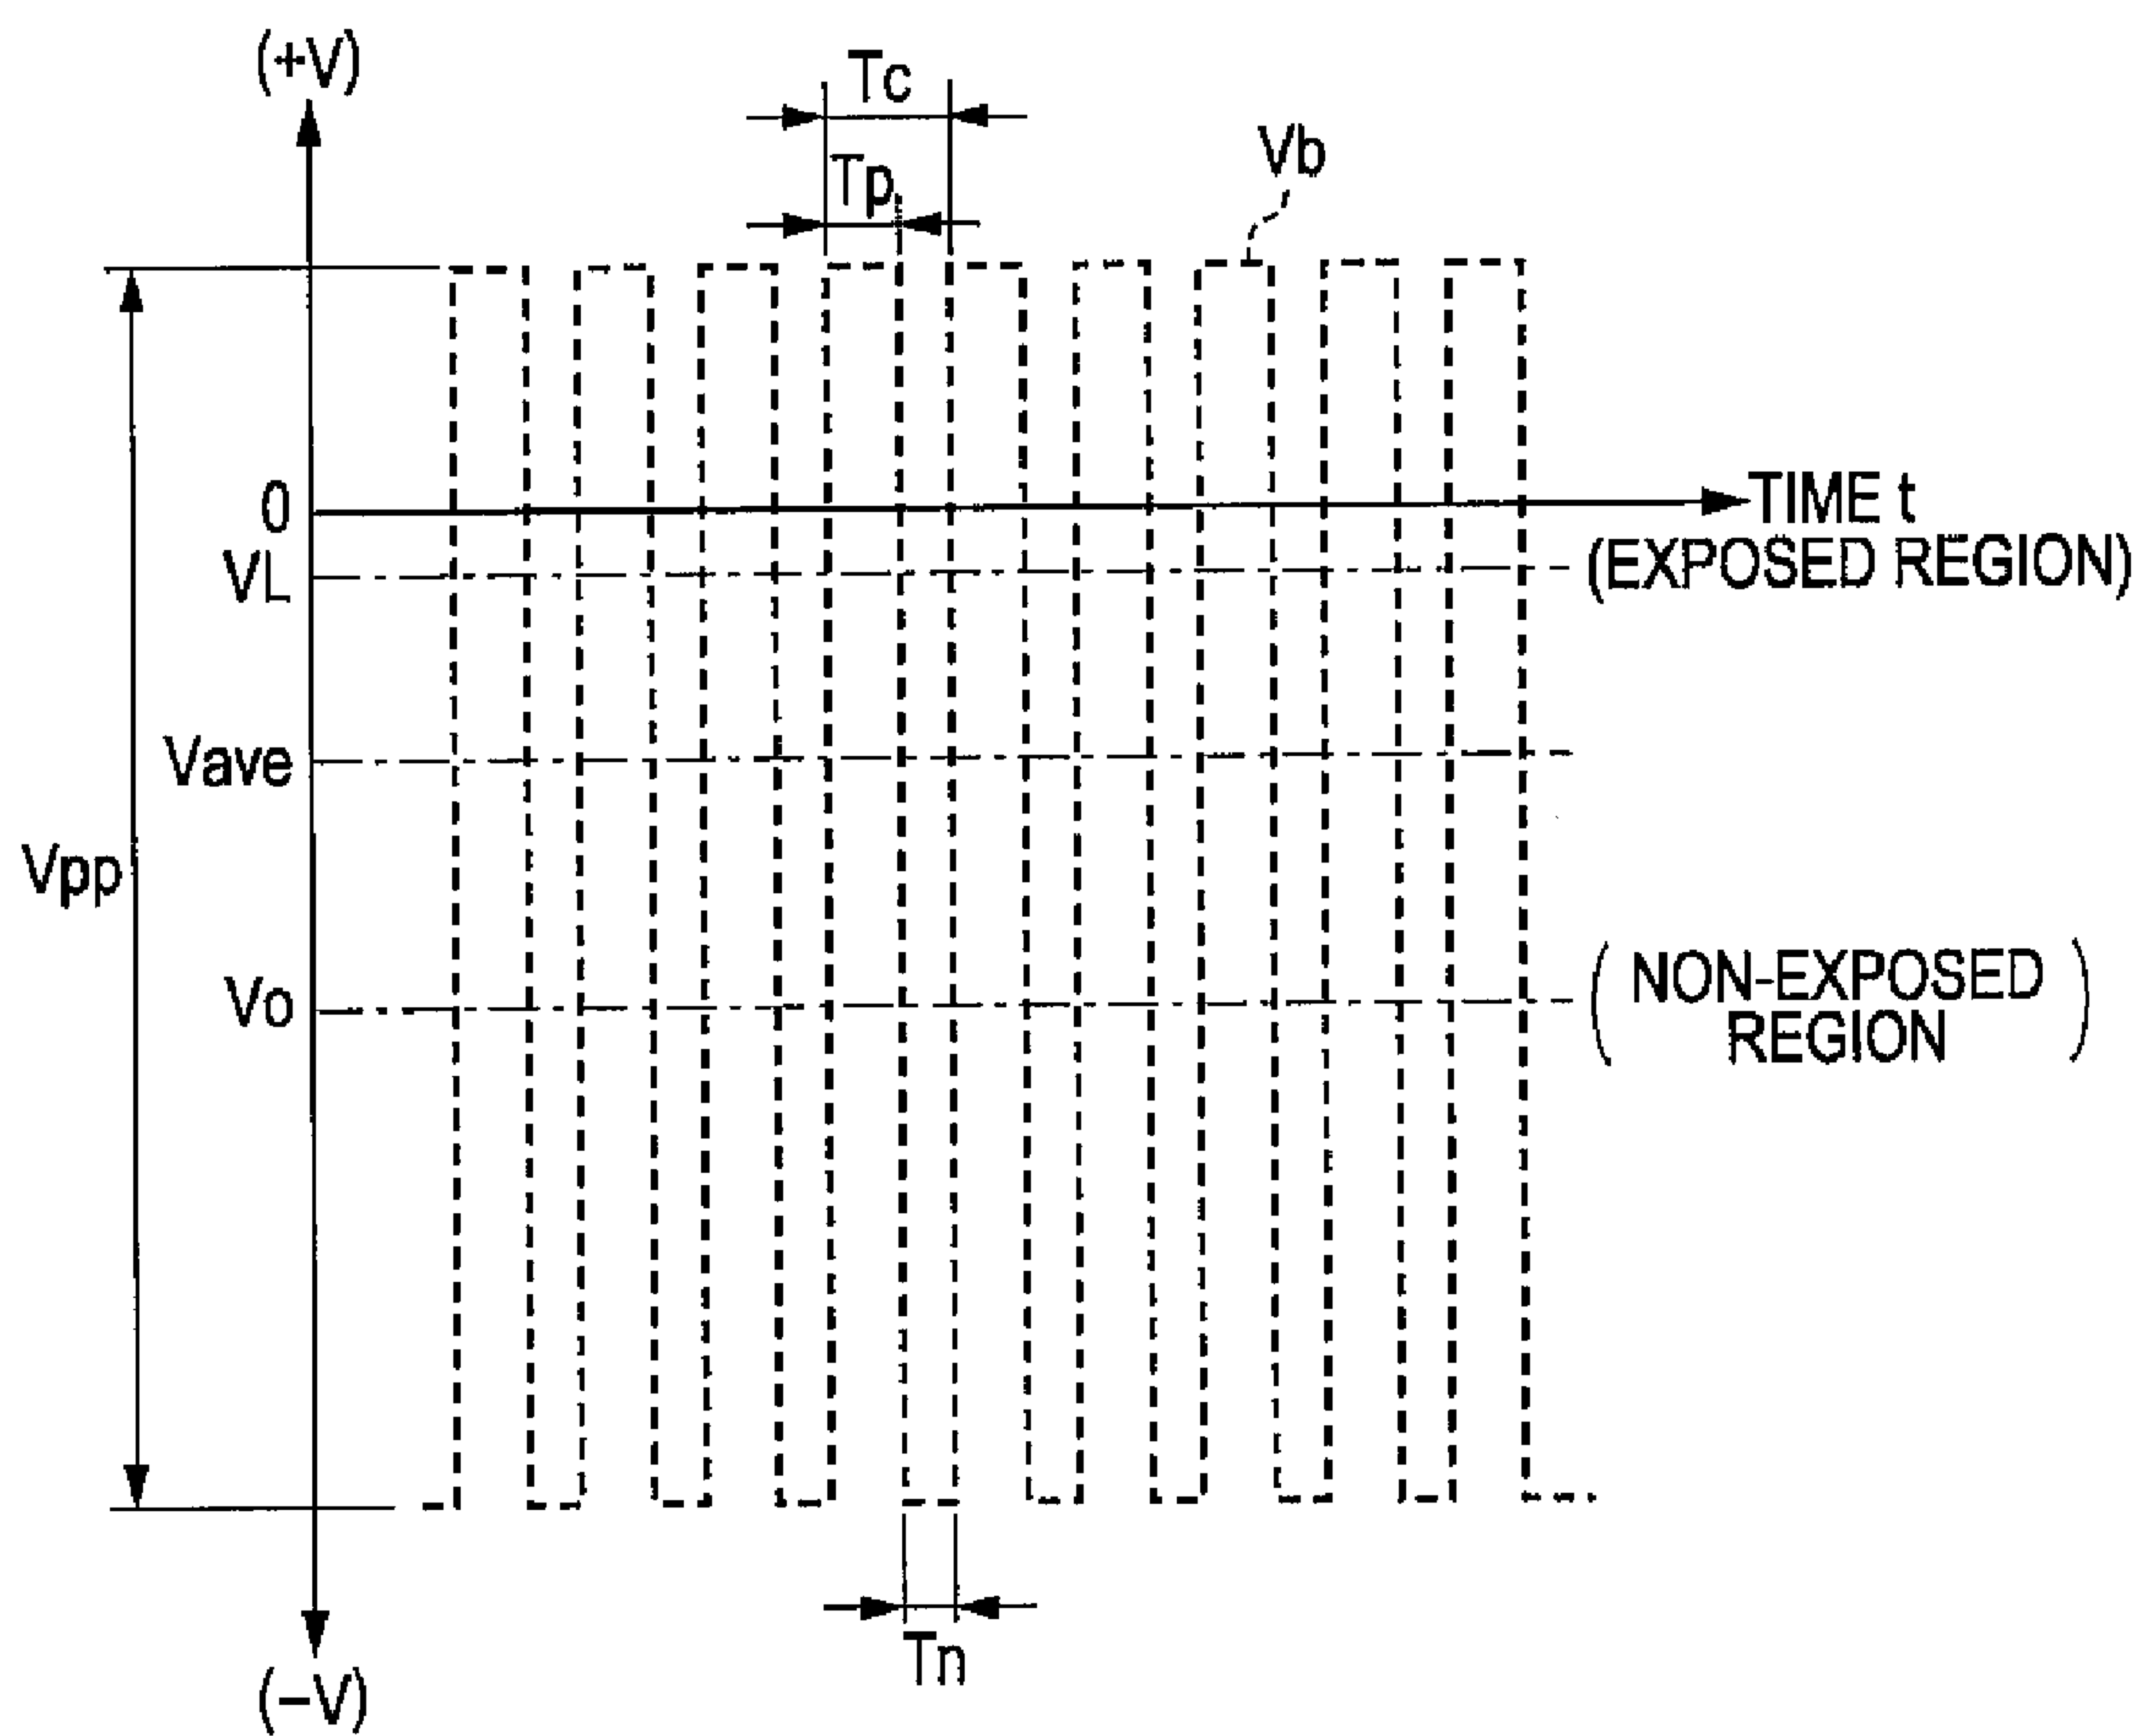 (+V)
Tc
Tp
Vb
0
TIME t
VL
(EXPOSED REGION)
Vave
Vpp
Vo
( NON-EXPOSED
REGION )
Tn
(–V)